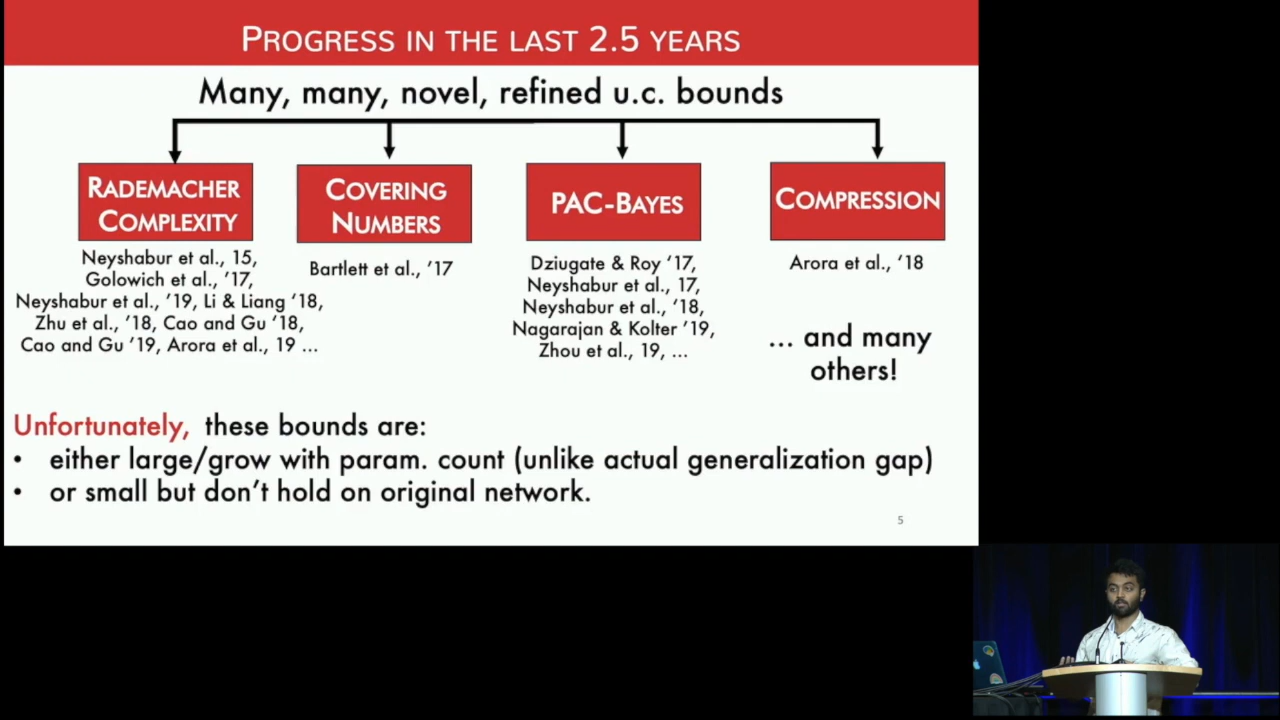 PROGRESS IN THE LAST 2.5 YEARS
Many, many, novel, refined u.c. bounds
RADEMACHER
COMPLEXITY
Neyshabur et al., 15,
Golowich et al., ‘17,
Neyshabur et al., ‘19, Li & Liang ‘18,
Zhu et al., ‘18, Cao and Gu ‘18,
Cao and Gu ‘19, Arora et al., 19 ...
COVERING
NUMBERS
Bartlett et al., ‘17
PAC-BAYES
Dziugate & Roy ‘17,
Neyshabur et al., 17,
Neyshabur et al., ‘18,
Nagarajan & Kolter ‘19,
Zhou et al., 19, ...
COMPRESSION
Arora et al., ‘18
... and many
others!
Unfortunately, these bounds are:
• either large/grow with param. count (unlike actual generalization gap)
• or small but don’t hold on original network.
5